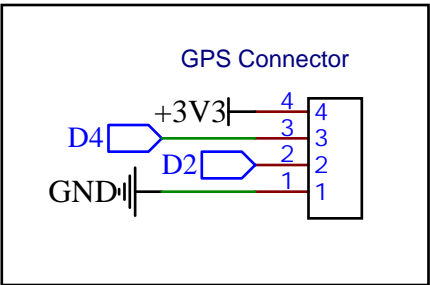 GPS Connector
+3V3 4 4
D4 3 3
D2 2 2
GND 1 1